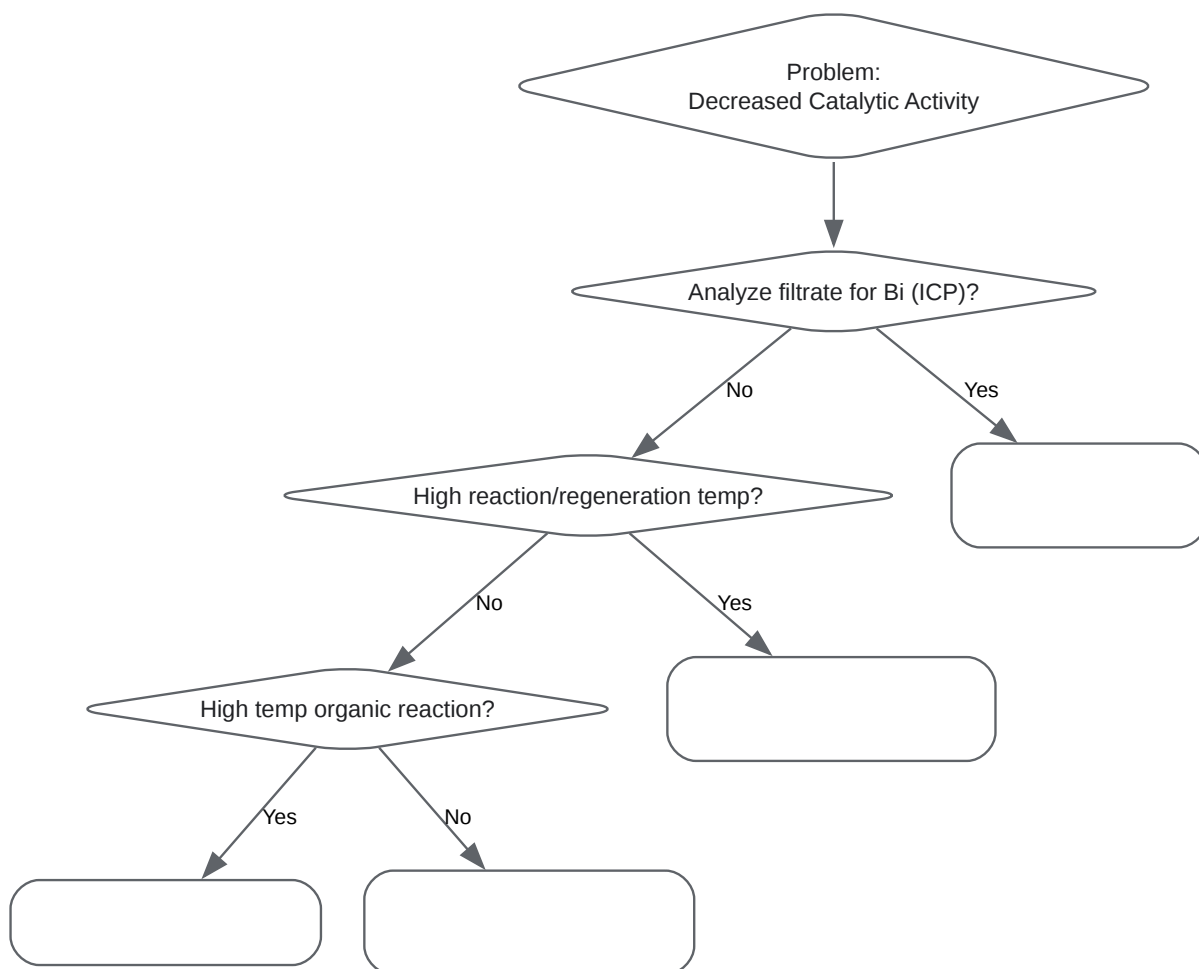 Problem:
Decreased Catalytic Activity
Analyze filtrate for Bi (ICP)?
No
Yes
High reaction/regeneration temp?
No
Yes
High temp organic reaction?
Yes
No